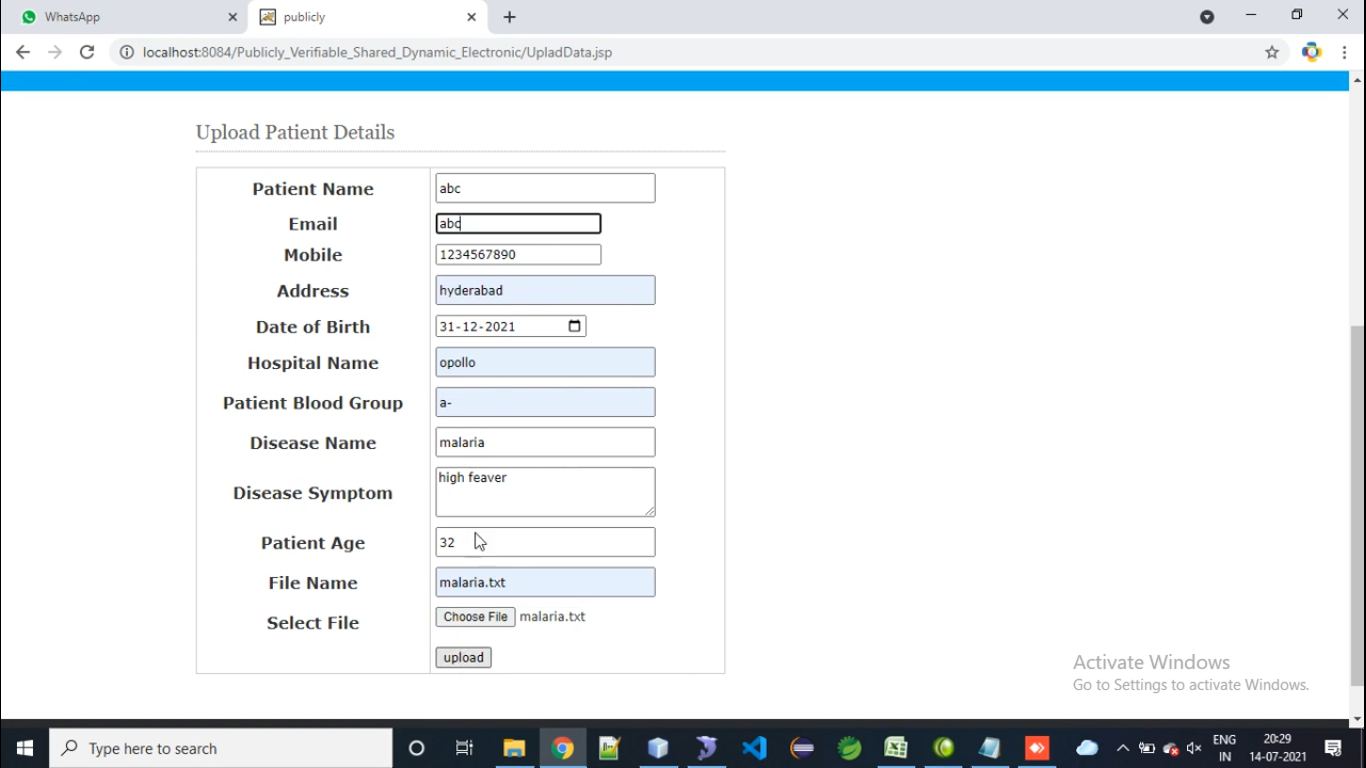 WhatsApp
publicly
localhost:8084/Publicly_Verifiable_Shared_Dynamic_Electronic/UpladData.jsp
Upload Patient Details
Patient Name abc
Email abc
Mobile 1234567890
Address hyderabad
Date of Birth 31-12-2021
Hospital Name opollo
Patient Blood Group a-
Disease Name malaria
Disease Symptom high feaver
Patient Age 32
File Name malaria.txt
Select File Choose File malaria.txt
upload
Activate Windows
Go to Settings to activate Windows.
Type here to search
ENG
IN
20:29
14-07-2021